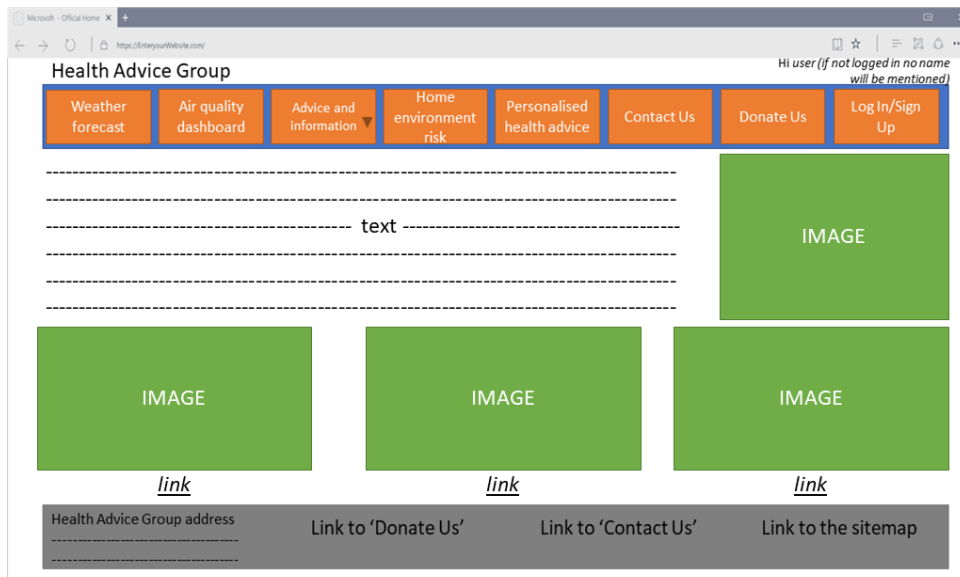 Microsoft - Official Home
https://EnteryourWebsite.com/
Health Advice Group
Hi user (if not logged in no name
will be mentioned)
Weather
forecast
Air quality
dashboard
Advice and
information
Home
environment
risk
Personalised
health advice
Contact Us
Donate Us
Log In/Sign
Up
text
IMAGE
IMAGE
IMAGE
IMAGE
link
link
link
Health Advice Group address
Link to ‘Donate Us’
Link to ‘Contact Us’
Link to the sitemap